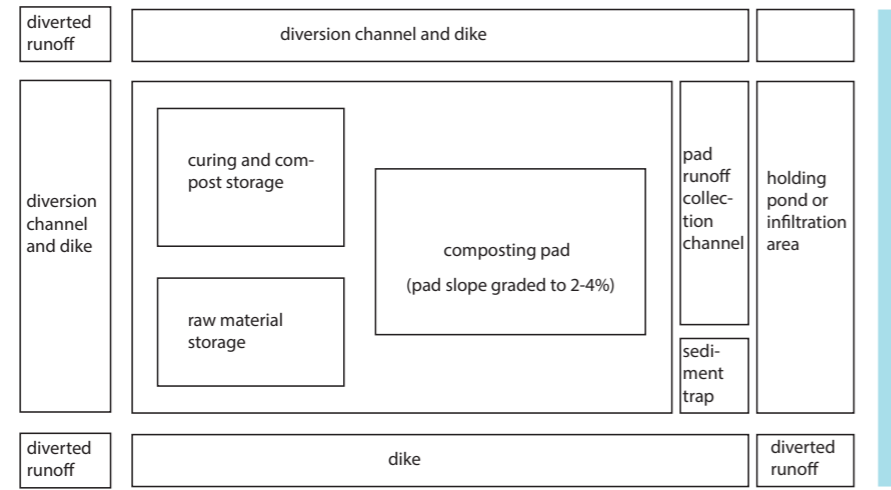 diverted
runoff
diversion channel and dike
diversion
channel
and dike
curing and com-
post storage
raw material
storage
composting pad
(pad slope graded to 2-4%)
pad
runoff
collec-
tion
channel
sedi-
ment
trap
holding
pond or
infiltration
area
diverted
runoff
dike
diverted
runoff